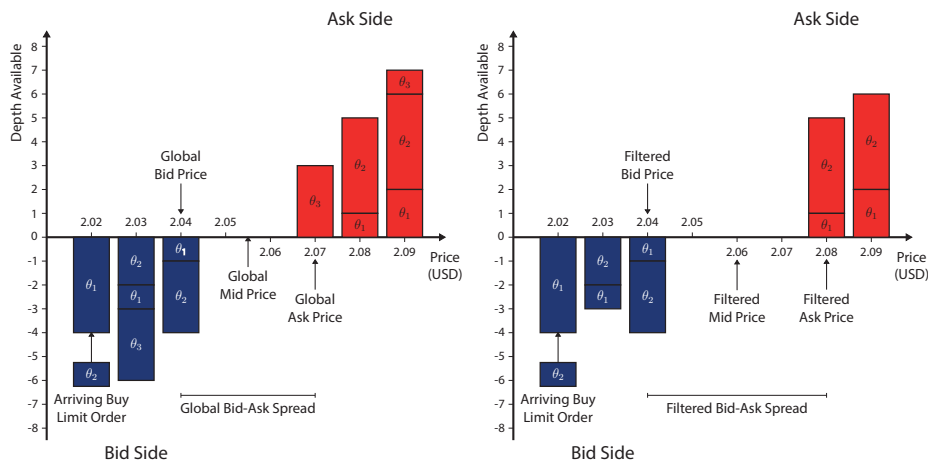 Ask Side
Depth Available
8
7
6
5
4
3
2
1
0
-1
-2
-3
-4
-5
-6
-7
-8
Global
Bid Price
2.02 2.03 2.04 2.05
2.06 2.07 2.08 2.09
Price
(USD)
θ1
θ2
θ2
θ1
θ3
θ1
θ2
θ3
θ2
θ1
θ3
θ2
θ1
Global
Mid Price
Global
Ask Price
Arriving Buy
Limit Order
Global Bid-Ask Spread
Bid Side
Ask Side
Depth Available
8
7
6
5
4
3
2
1
0
-1
-2
-3
-4
-5
-6
-7
-8
Filtered
Bid Price
2.02 2.03 2.04 2.05
2.06 2.07 2.08 2.09
Price
(USD)
θ1
θ2
θ2
θ1
θ1
θ2
θ2
θ1
θ2
θ1
Filtered
Mid Price
Filtered
Ask Price
Arriving Buy
Limit Order
Filtered Bid-Ask Spread
Bid Side